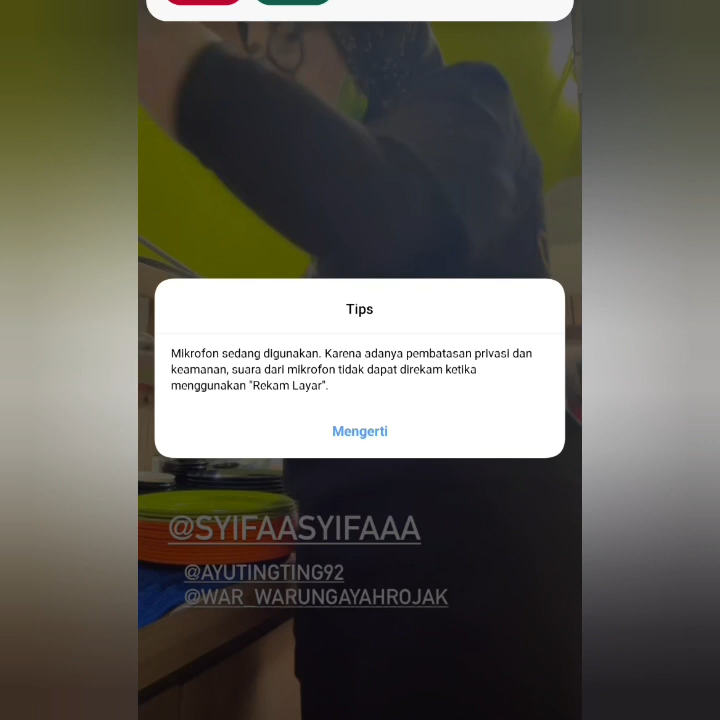 Tips
Mikrofon sedang digunakan. Karena adanya pembatasan privasi dan
keamanan, suara dari mikrofon tidak dapat direkam ketika
menggunakan "Rekam Layar".
Mengerti
@SYIFAASYIFAAA
@AYUTINGTING92
@WAR_WARUNGAYAHROJAK